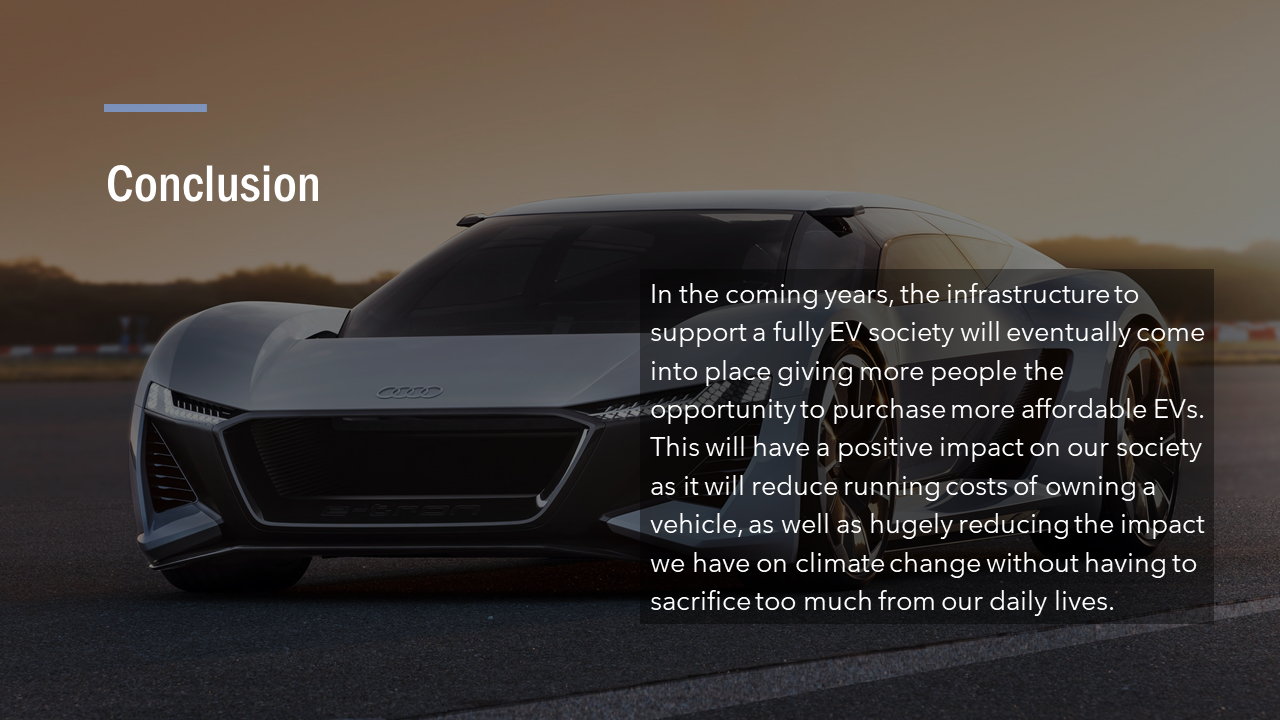 Conclusion
In the coming years, the infrastructure to
support a fully EV society will eventually come
into place giving more people the
opportunity to purchase more affordable EVs.
This will have a positive impact on our society
as it will reduce running costs of owning a
vehicle, as well as hugely reducing the impact
we have on climate change without having to
sacrifice too much from our daily lives.
e-tron